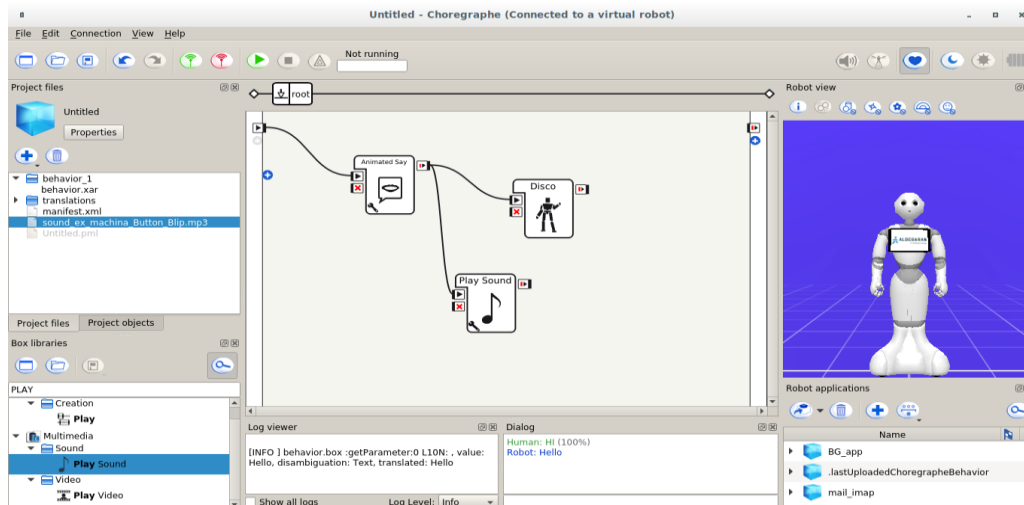 Untitled - Choregraphe (Connected to a virtual robot)
File Edit Connection View Help
Not running
Project files
Untitled
Properties
behavior_1
behavior.xar
translations
manifest.xml
sound_ex_machina_Button_Blip.mp3
Untitled.pml
Project files Project objects
Box libraries
PLAY
Creation
Play
Multimedia
Sound
Play Sound
Video
Play Video
root
Animated Say
Disco
Play Sound
Log viewer
[INFO ] behavior.box :getParameter:0 L10N: , value:
Hello, disambiguation: Text, translated: Hello
Show all logs Log Level: Info
Dialog
Human: HI (100%)
Robot: Hello
Robot view
ALDEBARAN
Robot applications
Name
BG_app
.lastUploadedChoregrapheBehavior
mail_imap